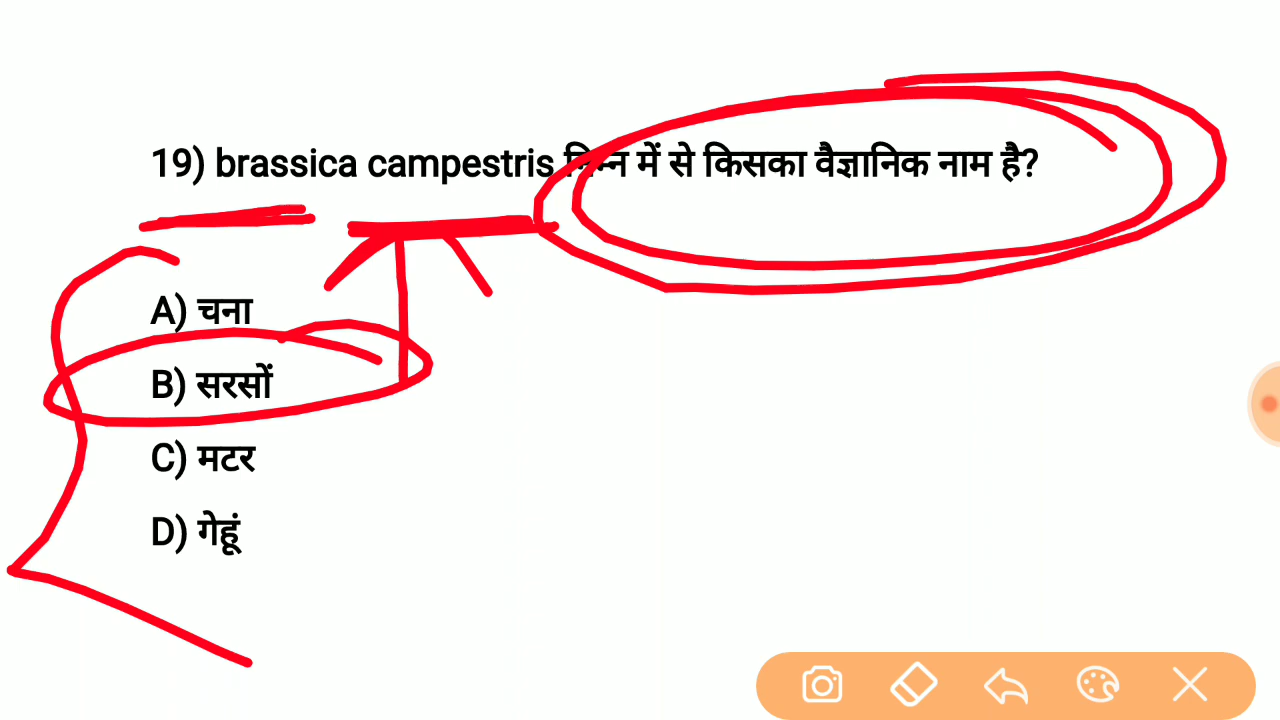 19) brassica campestris निम्न में से किसका वैज्ञानिक नाम है?
A) चना
B) सरसों
C) मटर
D) गेहूं